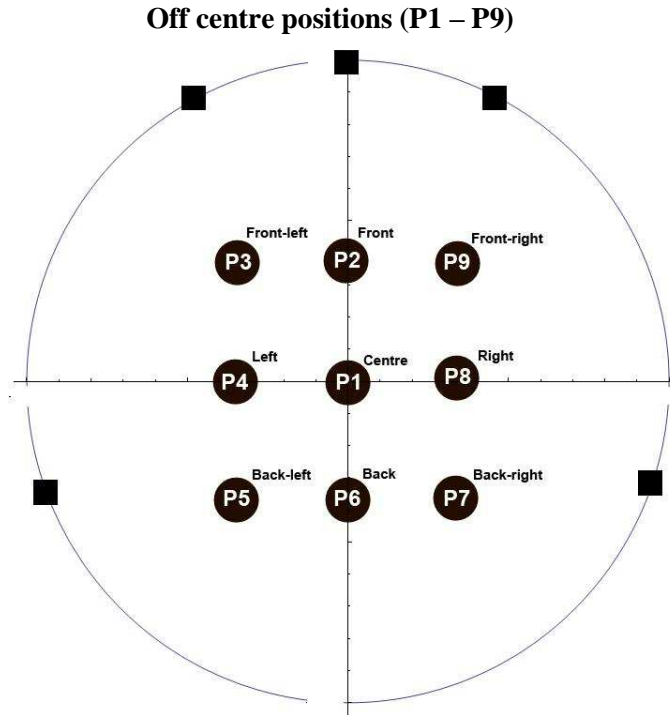 Off centre positions (P1 – P9)
Front-left Front Front-right
P3 P2 P9
Left Centre Right
P4 P1 P8
Back-left Back Back-right
P5 P6 P7